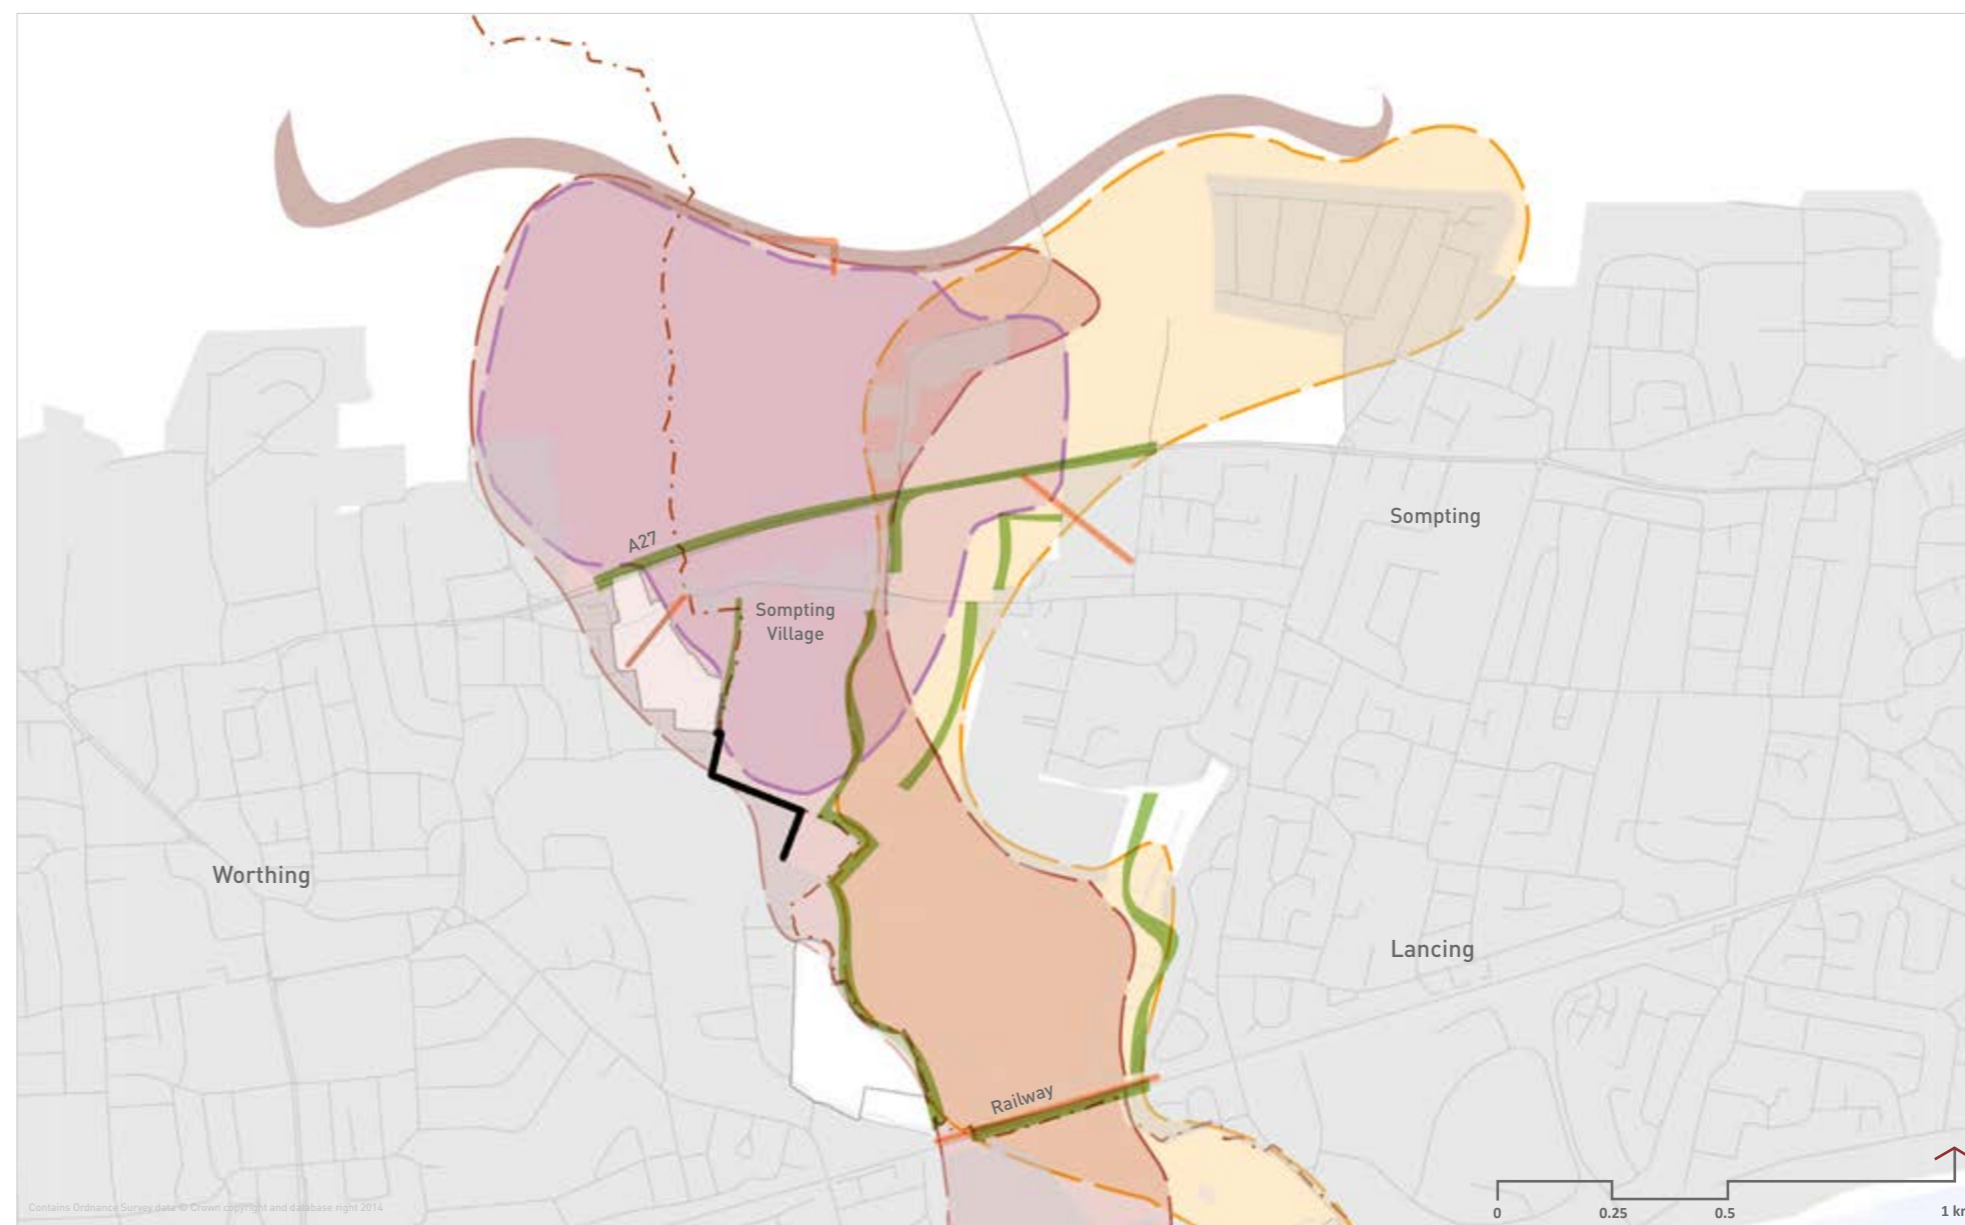 A27
Sompting
Sompting
Village
Worthing
Lancing
Railway
Contains Ordnance Survey data © Crown copyright and database right 2014
0
0.25
0.5
1 km